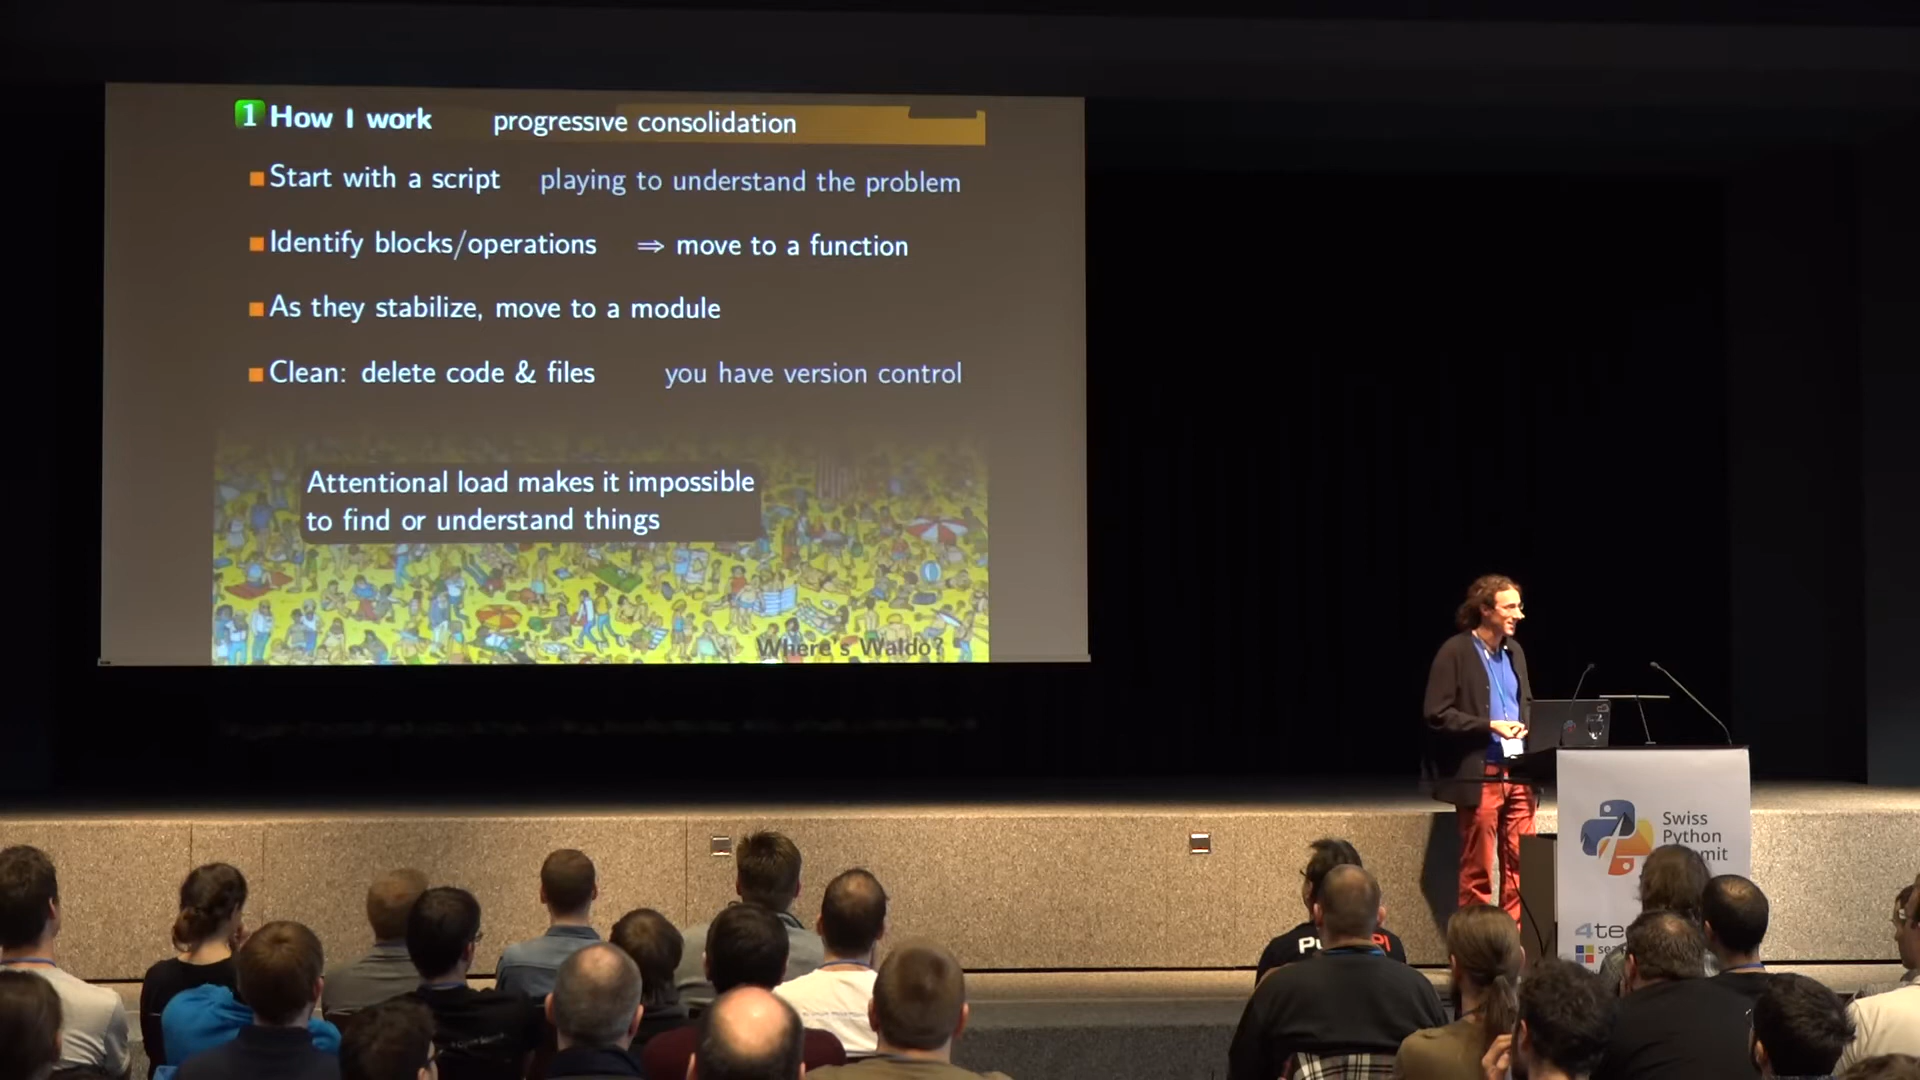 1 How I work progressive consolidation
Start with a script playing to understand the problem
Identify blocks/operations ⇒ move to a function
As they stabilize, move to a module
Clean: delete code & files you have version control
Attentional load makes it impossible
to find or understand things
Where's Waldo?
Swiss
Python